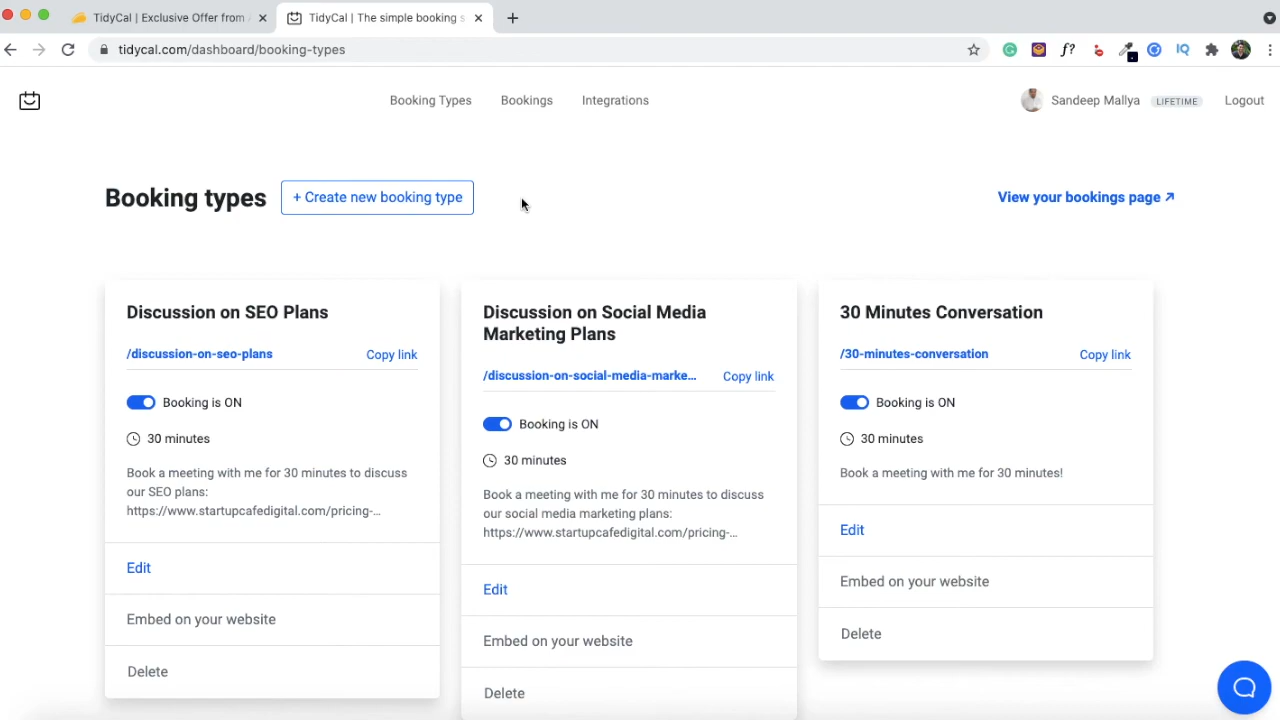 TidyCal | Exclusive Offer from
TidyCal | The simple booking s
tidycal.com/dashboard/booking-types
f?
IQ
Booking Types
Bookings
Integrations
Sandeep Mallya
LIFETIME
Logout
Booking types
+ Create new booking type
View your bookings page ↗
Discussion on SEO Plans
/discussion-on-seo-plans
Copy link
Booking is ON
30 minutes
Book a meeting with me for 30 minutes to discuss
our SEO plans:
https://www.startupcafedigital.com/pricing-...
Edit
Embed on your website
Delete
Discussion on Social Media
Marketing Plans
/discussion-on-social-media-marke...
Copy link
Booking is ON
30 minutes
Book a meeting with me for 30 minutes to discuss
our social media marketing plans:
https://www.startupcafedigital.com/pricing-...
Edit
Embed on your website
Delete
30 Minutes Conversation
/30-minutes-conversation
Copy link
Booking is ON
30 minutes
Book a meeting with me for 30 minutes!
Edit
Embed on your website
Delete